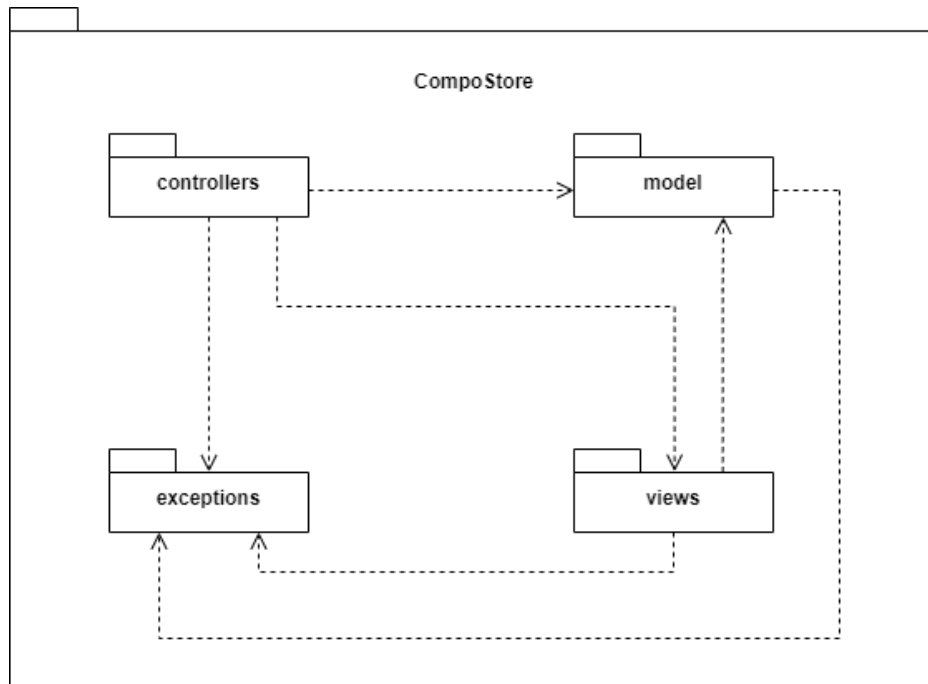 CompoStore
controllers
model
exceptions
views